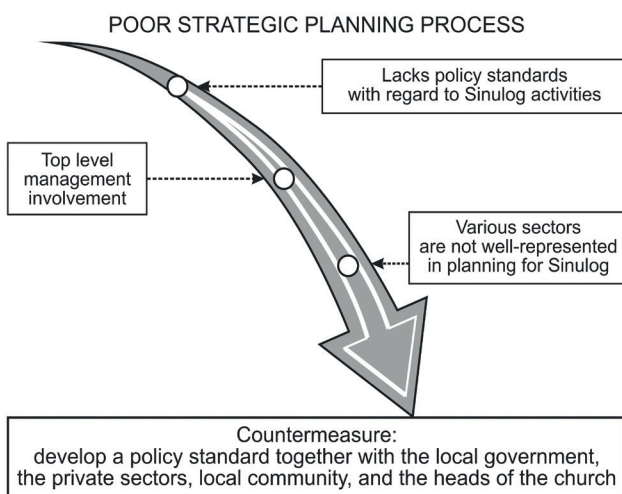 POOR STRATEGIC PLANNING PROCESS
Lacks policy standards
with regard to Sinulog activities
Top level
management
involvement
Various sectors
are not well-represented
in planning for Sinulog
Countermeasure:
develop a policy standard together with the local government,
the private sectors, local community, and the heads of the church